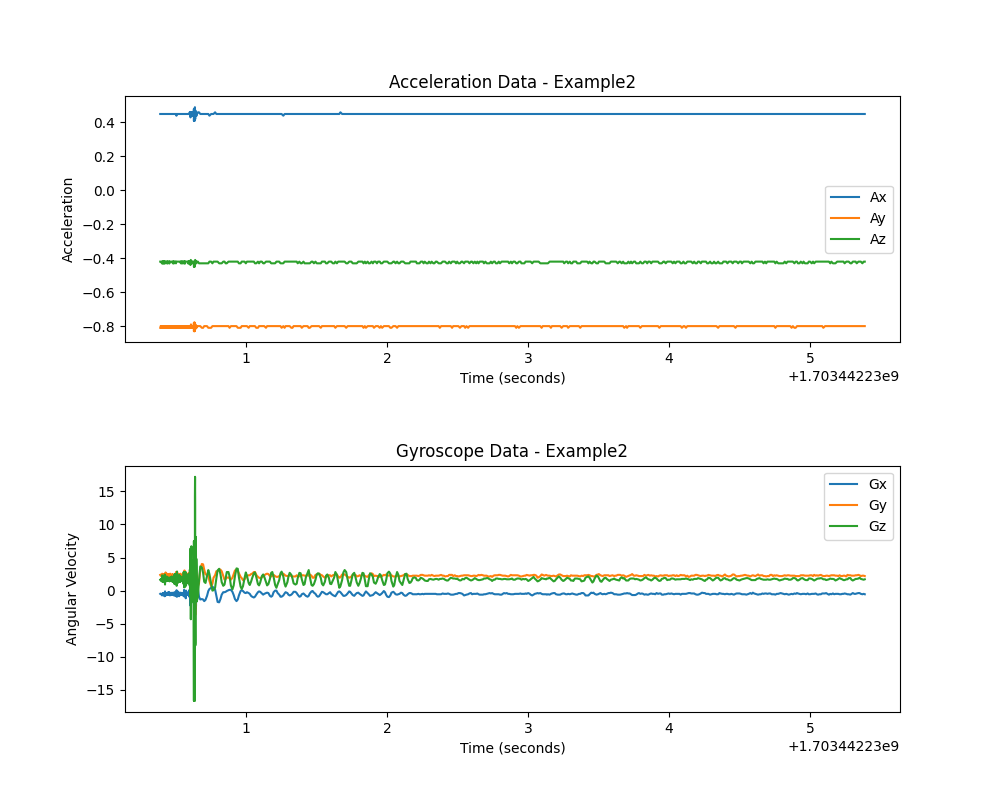 Acceleration Data - Example2
Acceleration
0.4
0.2
0.0
−0.2
−0.4
−0.6
−0.8
Ax
Ay
Az
1 2 3 4 5
Time (seconds)
+1.70344223e9
Gyroscope Data - Example2
Angular Velocity
15
10
5
0
−5
−10
−15
Gx
Gy
Gz
1 2 3 4 5
Time (seconds)
+1.70344223e9